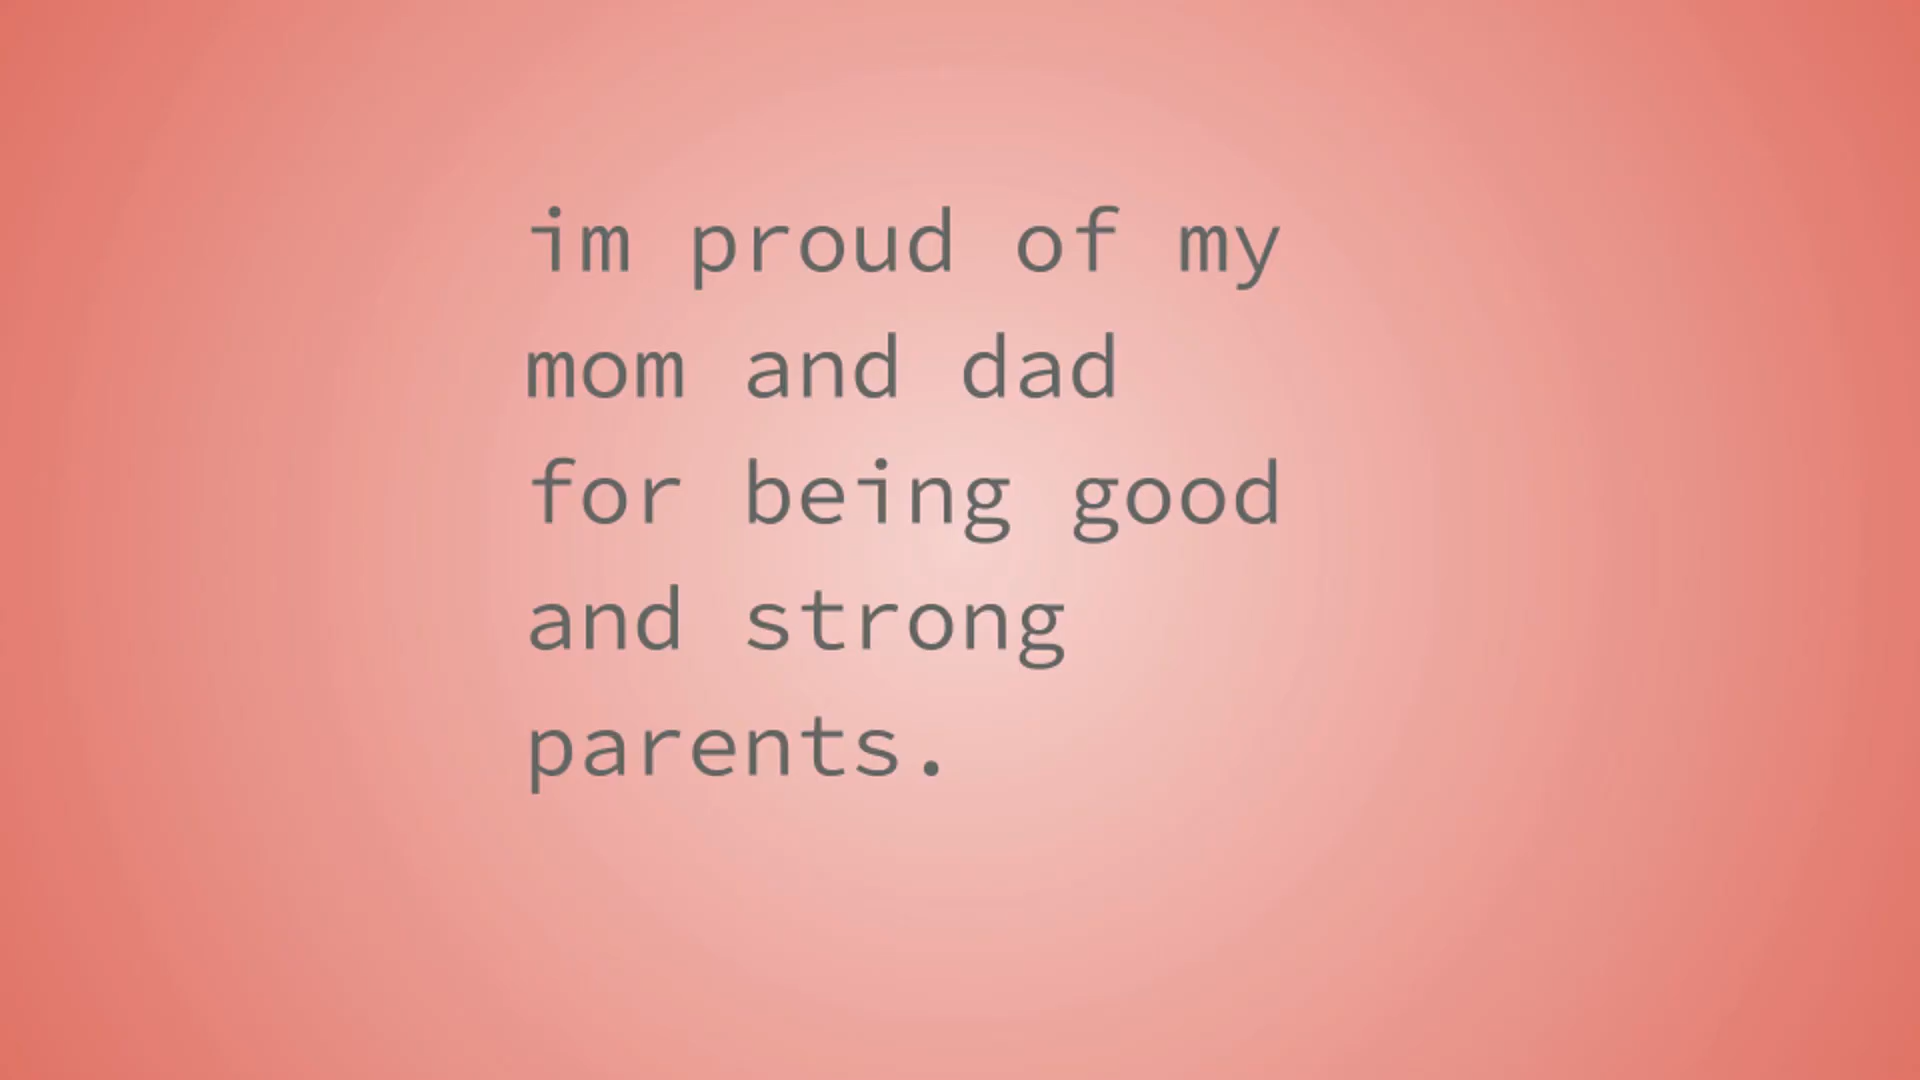 im proud of my
mom and dad
for being good
and strong
parents.